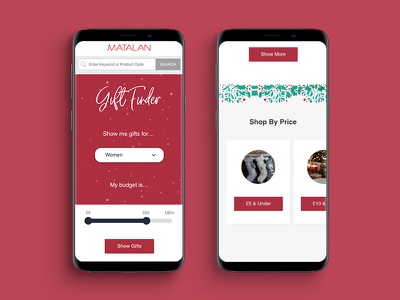 MATALAN
Enter Keyword or Product Code
SEARCH
Gift Finder
Show me gifts for...
Women
My budget is...
£0
£60
£80+
Show Gifts
Show More
Shop By Price
£5 & Under
£10 &